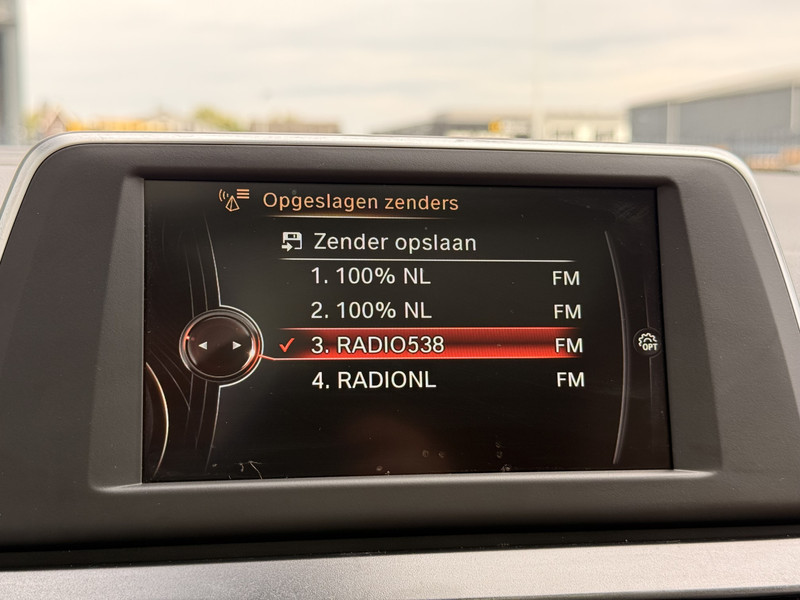 Opgeslagen zenders
Zender opslaan
1. 100% NL FM
2. 100% NL FM
3. RADIO538 FM
4. RADIONL FM
OPT